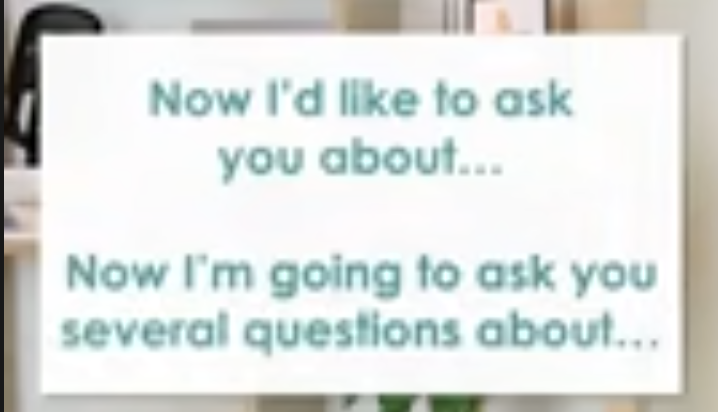 Now I'd like to ask
you about...
Now I'm going to ask you
several questions about...